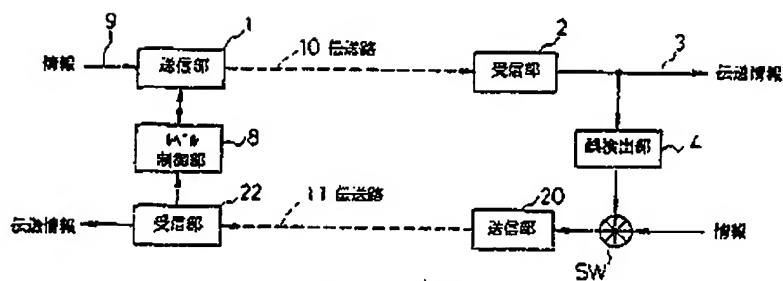 9
1
2
3
情報
送信部
10 伝送路
受信部
伝送情報
レベル
制御部
8
誤検出部
4
22
11 伝送路
20
伝送情報
受信部
送信部
情報
SW